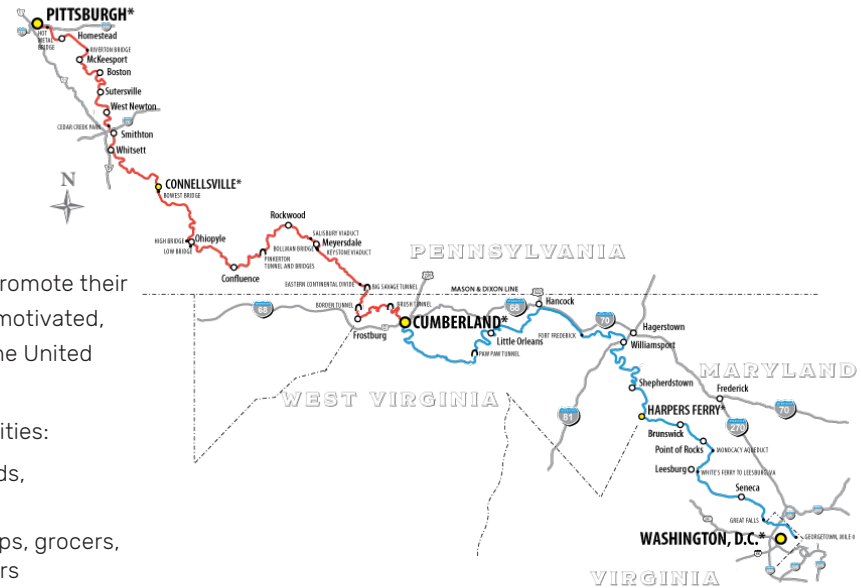 PITTSBURGH*
HOT
METAL
BRIDGE
Homestead
RIVERTON BRIDGE
McKeesport
Boston
Sutersville
West Newton
CEDAR CREEK PARK
Smithton
Whitsett
N
CONNELLSVILLE*
BOWEST BRIDGE
HIGH BRIDGE
Ohiopyle
LOW BRIDGE
Confluence
PINKERTON
TUNNEL AND BRIDGES
Rockwood
SALISBURY VIADUCT
BOLLMAN BRIDGE
Meyersdale
KEYSTONE VIADUCT
PENNSYLVANIA
EASTERN CONTINENTAL DIVIDE
BIG SAVAGE TUNNEL
MASON & DIXON LINE
BORDEN TUNNEL
BRUSH TUNNEL
68
Frostburg
CUMBERLAND*
68
Hancock
Little Orleans
PAW PAW TUNNEL
FORT FREDERICK
70
Hagerstown
Williamsport
MARYLAND
WEST VIRGINIA
Shepherdstown
81
HARPERS FERRY*
Frederick
70
270
Brunswick
Point of Rocks
MONOCACY AQUEDUCT
Leesburg
WHITE'S FERRY TO LEESBURG, VA
Seneca
GREAT FALLS
WASHINGTON, D.C.*
GEORGETOWN, MILE 0
VIRGINIA
romote their
motivated,
he United
ities:
ds,
ps, grocers,
rs